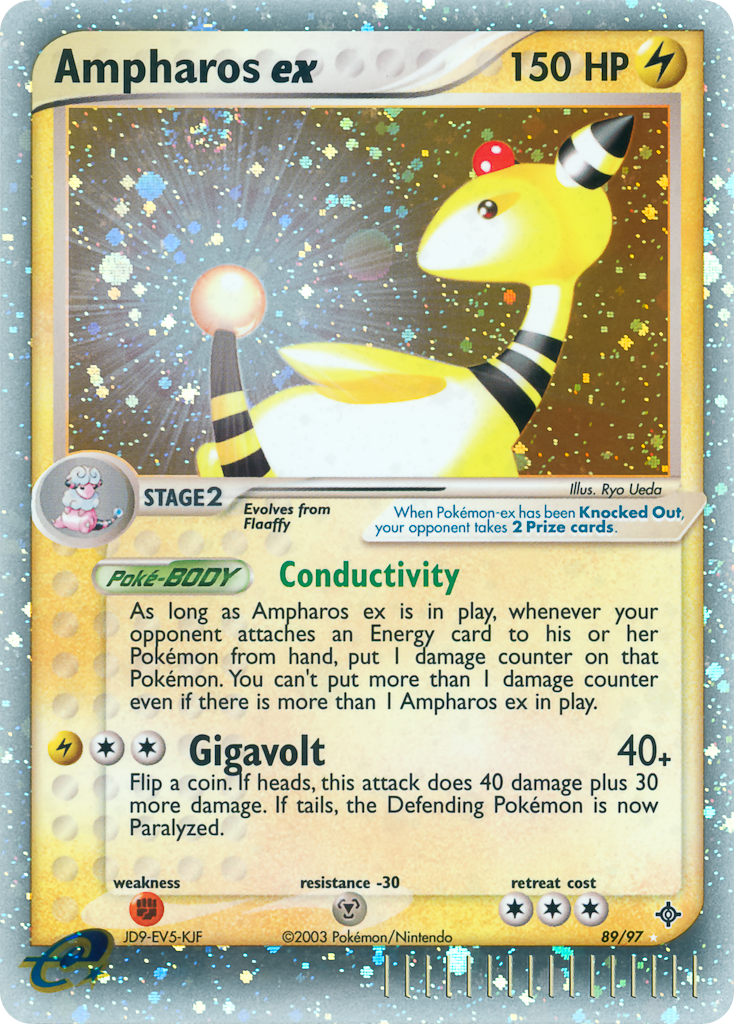 Ampharos ex 150 HP
Illus. Ryo Ueda
STAGE2
Evolves from
Flaaffy
When Pokémon-ex has been Knocked Out,
your opponent takes 2 Prize cards.
Poké-BODY Conductivity
As long as Ampharos ex is in play, whenever your
opponent attaches an Energy card to his or her
Pokémon from hand, put 1 damage counter on that
Pokémon. You can't put more than 1 damage counter
even if there is more than 1 Ampharos ex in play.
Gigavolt 40+
Flip a coin. If heads, this attack does 40 damage plus 30
more damage. If tails, the Defending Pokémon is now
Paralyzed.
weakness resistance -30 retreat cost
JD9-EV5-KJF ©2003 Pokémon/Nintendo 89/97 ★
e